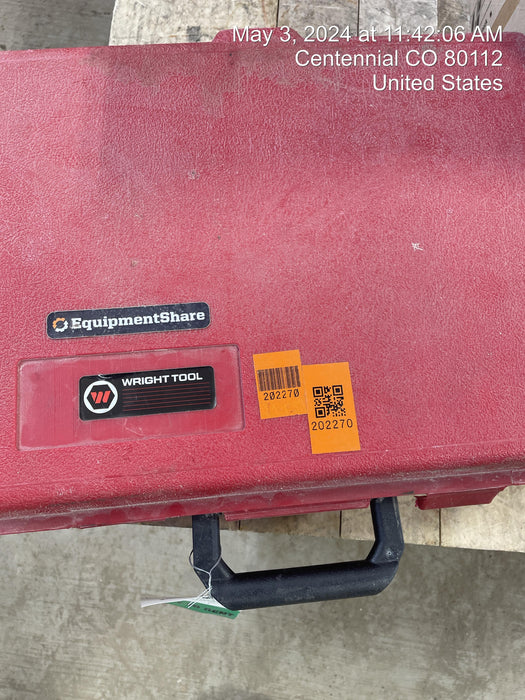 May 3, 2024 at 11:42:06 AM
Centennial CO 80112
United States
EquipmentShare
WRIGHT TOOL
202270
202270